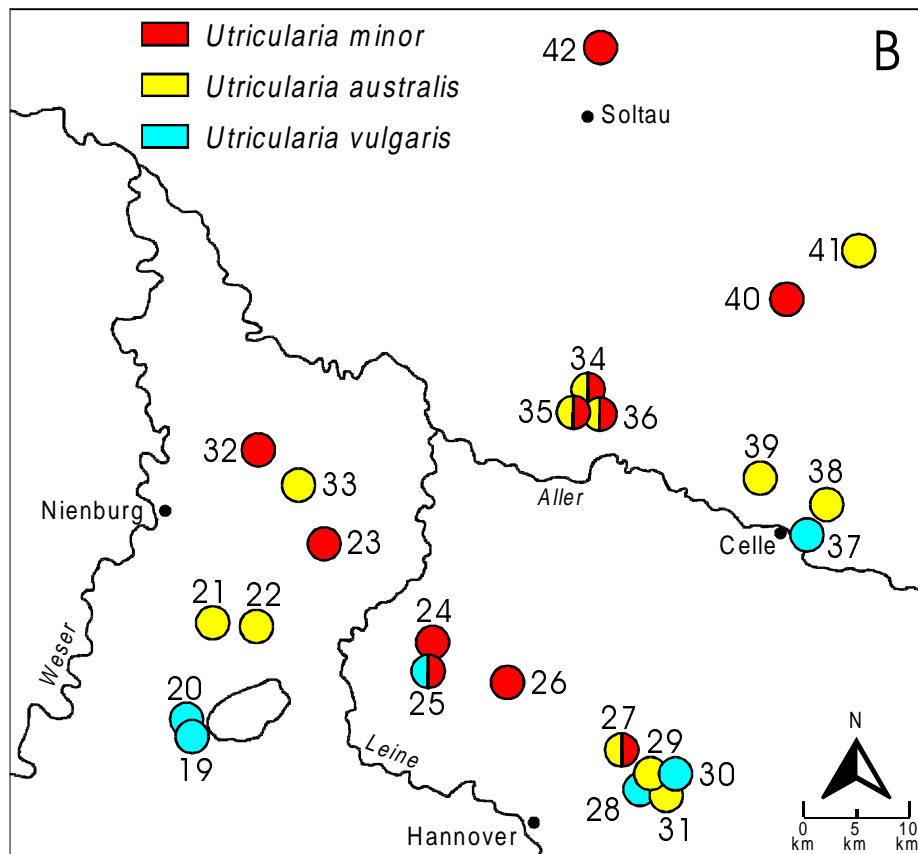 Utricularia minor
Utricularia australis
Utricularia vulgaris
42
B
Soltau
41
40
34
35
36
32
33
39
38
Nienburg
Aller
23
Celle
37
21
22
24
Weser
26
25
20
27
29
30
N
19
Leine
28
31
Hannover
0 5 10
km km km